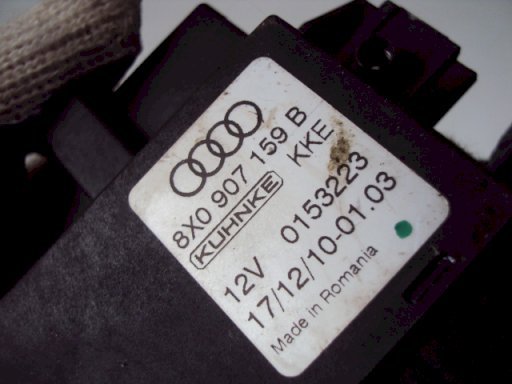 8X0 907 159 B
KUHNKE KKE
12V 0153223
17/12/10-01.03
Made in Romania